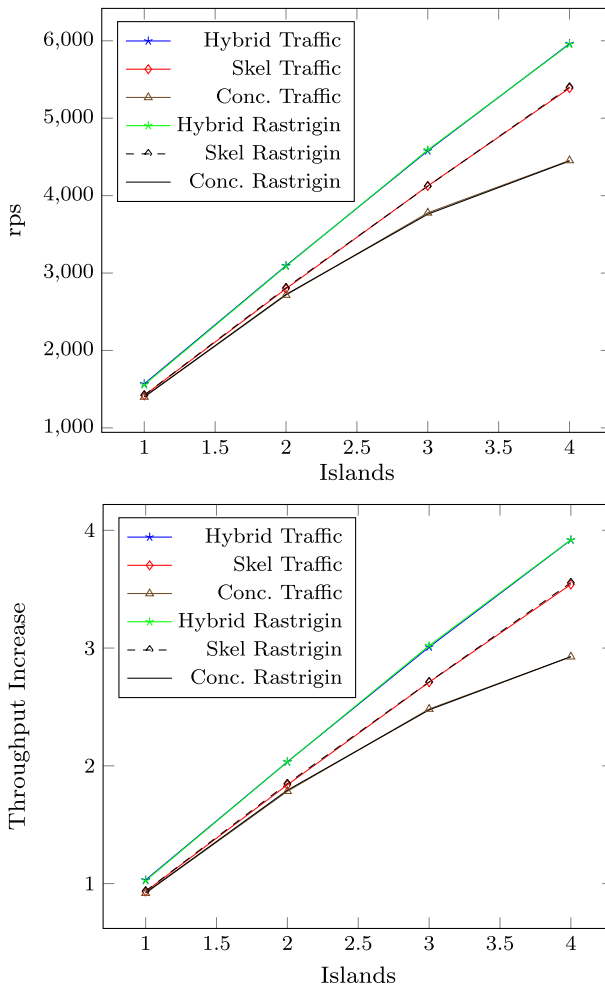 6,000
5,000
4,000
3,000
2,000
1,000
rps
Hybrid Traffic
Skel Traffic
Conc. Traffic
Hybrid Rastrigin
Skel Rastrigin
Conc. Rastrigin
1 1.5 2 2.5 3 3.5 4
Islands
4
3
2
1
Throughput Increase
Hybrid Traffic
Skel Traffic
Conc. Traffic
Hybrid Rastrigin
Skel Rastrigin
Conc. Rastrigin
1 1.5 2 2.5 3 3.5 4
Islands